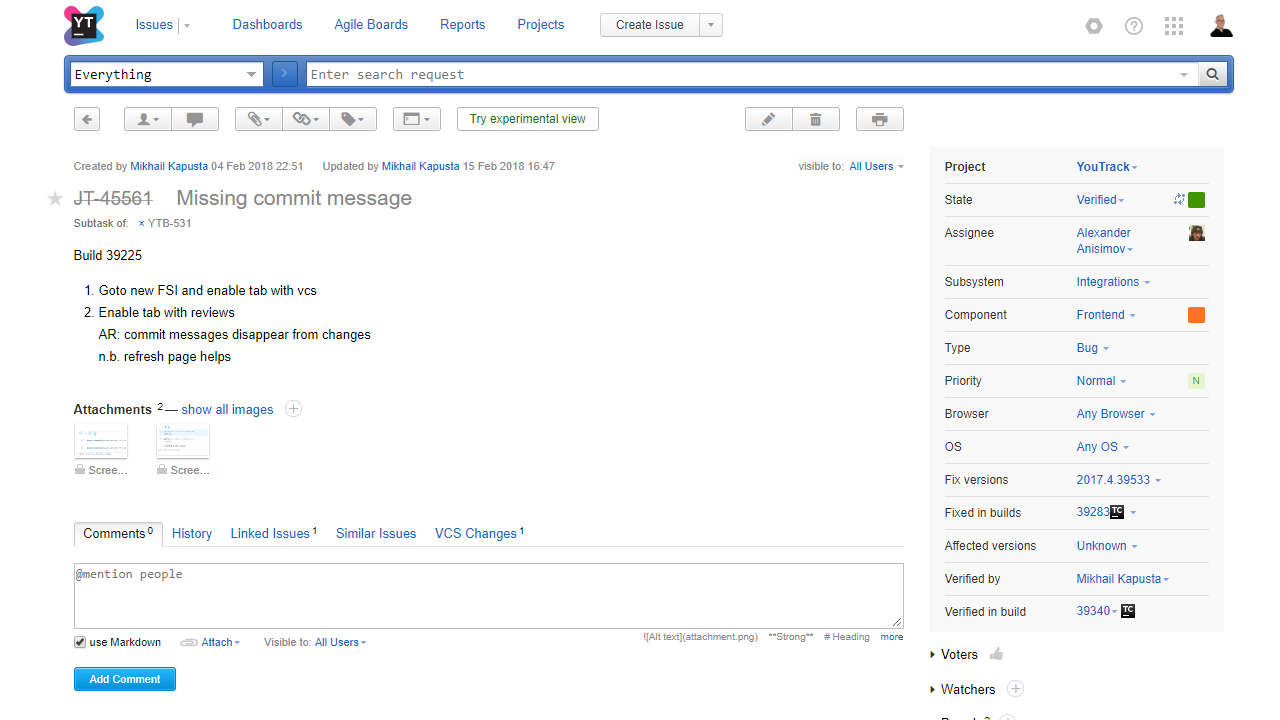 YT
Issues Dashboards Agile Boards Reports Projects Create Issue
Everything Enter search request
Try experimental view
Created by Mikhail Kapusta 04 Feb 2018 22:51 Updated by Mikhail Kapusta 15 Feb 2018 16:47 visible to: All Users
JT-45561 Missing commit message
Subtask of: × YTB-531
Build 39225
1. Goto new FSI and enable tab with vcs
2. Enable tab with reviews
AR: commit messages disappear from changes
n.b. refresh page helps
Attachments 2 — show all images
Scree... Scree...
Comments 0 History Linked Issues 1 Similar Issues VCS Changes 1
@mention people
use Markdown Attach Visible to: All Users ![Alt text](attachment.png) **Strong** # Heading more
Add Comment
Project YouTrack
State Verified
Assignee Alexander
Anisimov
Subsystem Integrations
Component Frontend
Type Bug
Priority Normal N
Browser Any Browser
OS Any OS
Fix versions 2017.4.39533
Fixed in builds 39283 TC
Affected versions Unknown
Verified by Mikhail Kapusta
Verified in build 39340 TC
Voters
Watchers